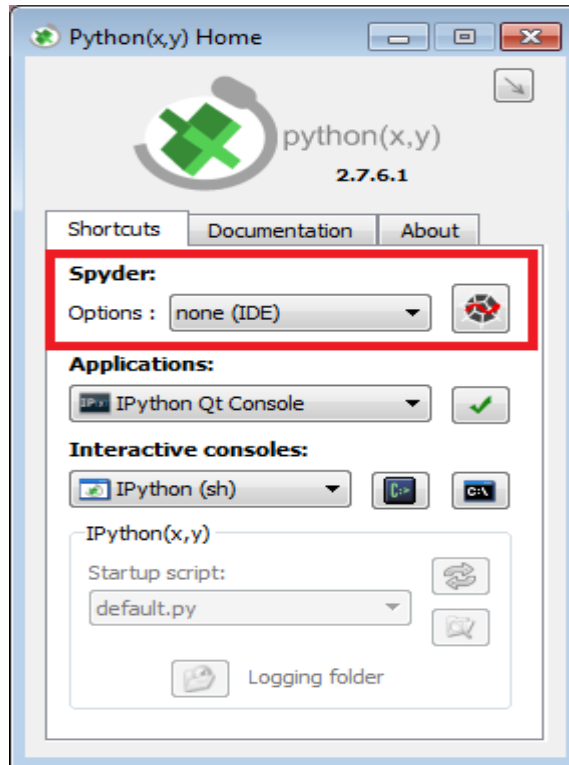 Python(x,y) Home
python(x,y)
2.7.6.1
Shortcuts Documentation About
Spyder:
Options : none (IDE)
Applications:
IPython Qt Console
Interactive consoles:
IPython (sh)
IPython(x,y)
Startup script:
default.py
Logging folder